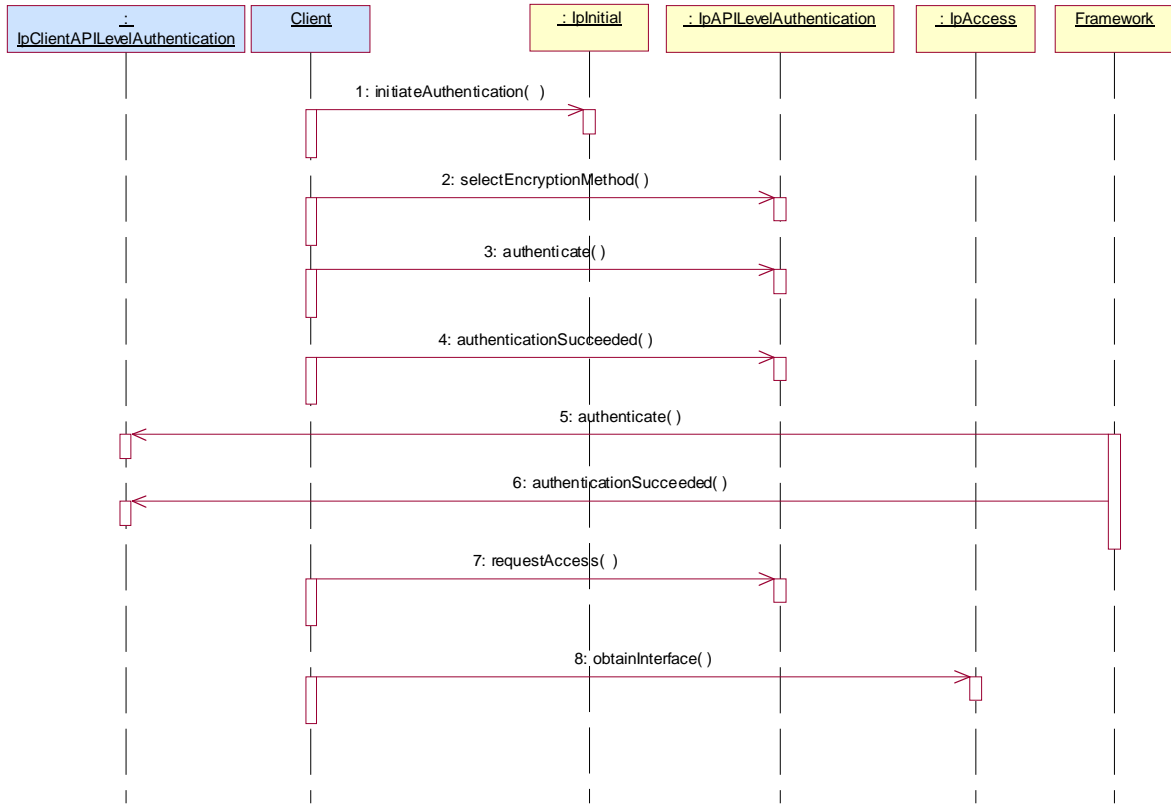 :
IpClientAPILevelAuthentication
Client
: IpInitial
: IpAPILevelAuthentication
: IpAccess
Framework
1: initiateAuthentication( )
2: selectEncryptionMethod( )
3: authenticate( )
4: authenticationSucceeded( )
5: authenticate( )
6: authenticationSucceeded( )
7: requestAccess( )
8: obtainInterface( )